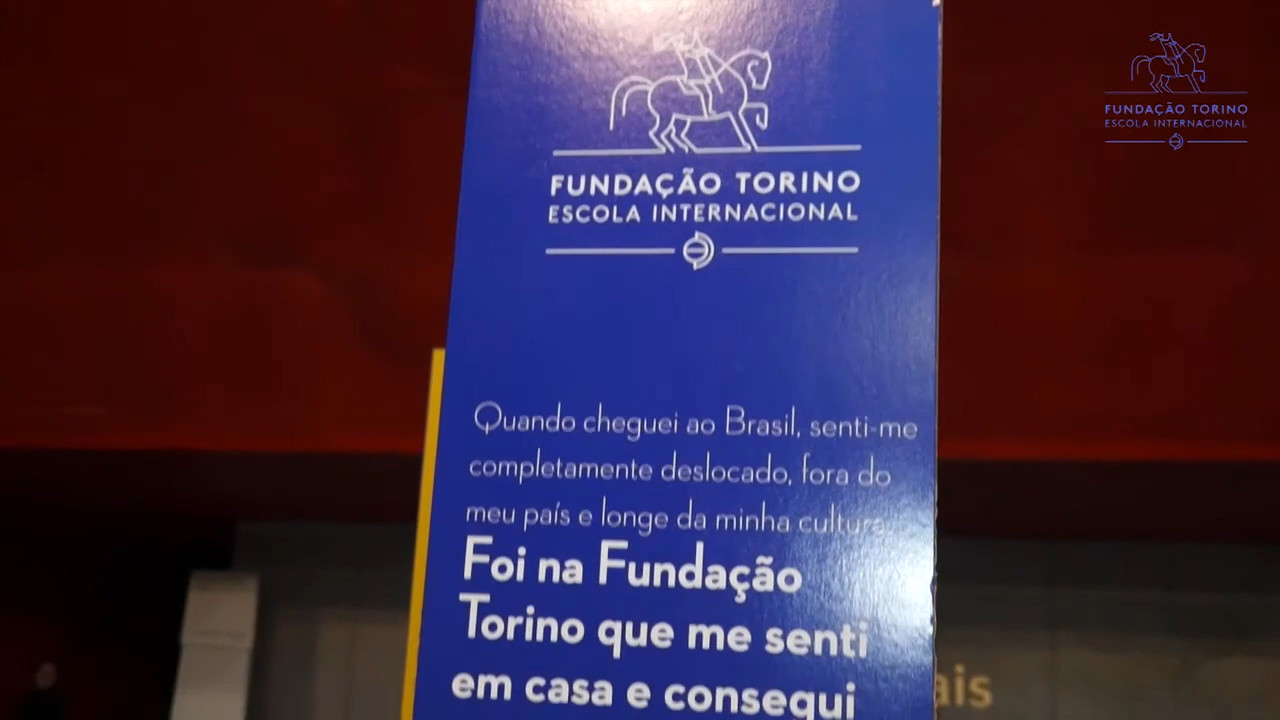 FUNDAÇÃO TORINO
ESCOLA INTERNACIONAL
FUNDAÇÃO TORINO
ESCOLA INTERNACIONAL
Quando cheguei ao Brasil, senti-me
completamente deslocado, fora do
meu país e longe da minha cultura
Foi na Fundação
Torino que me senti
em casa e consegui
ais